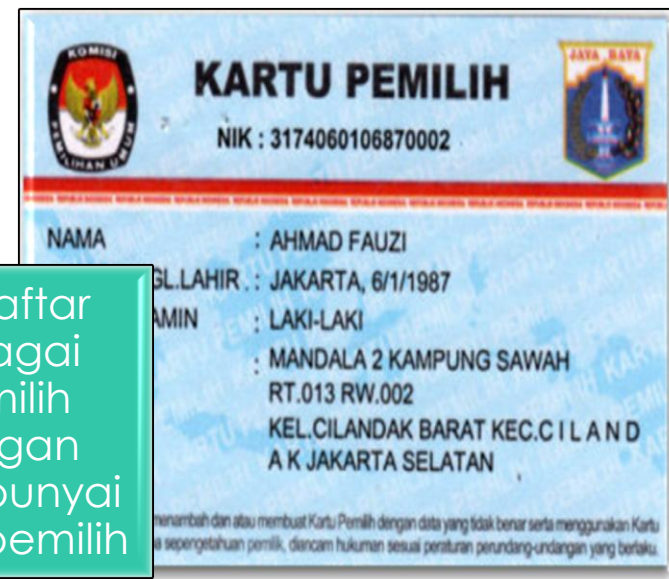 KOMISI
PEMILIHAN UMUM
JAYA RAYA
KARTU PEMILIH
NIK : 3174060106870002
NAMA : AHMAD FAUZI
GL.LAHIR. : JAKARTA, 6/1/1987
AMIN : LAKI-LAKI
: MANDALA 2 KAMPUNG SAWAH
RT.013 RW.002
KEL.CILANDAK BARAT KEC.C I L A N D
A K JAKARTA SELATAN
menambah dan atau membuat Kartu Pemilih dengan data yang tidak benar serta menggunakan Kartu
a sepengetahuan pemilik, diancam hukuman sesuai peraturan perundang-undangan yang berlaku.
aftar
agai
nilih
ngan
ounyai
pemilih